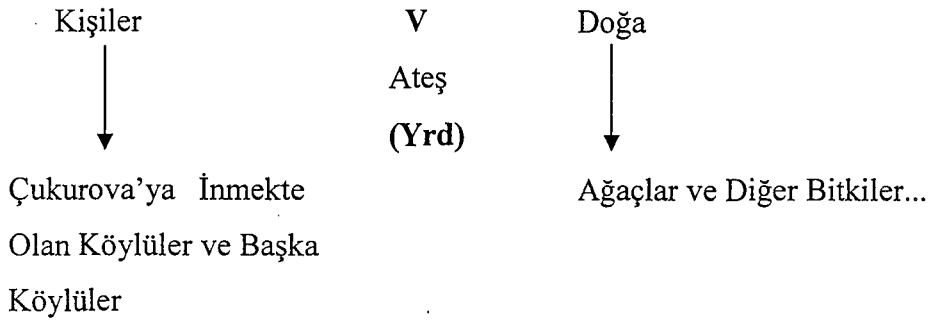 Kişiler V Doğa
Ateş
(Yrd)
Çukurova’ya İnmekte Ağaçlar ve Diğer Bitkiler...
Olan Köylüler ve Başka
Köylüler